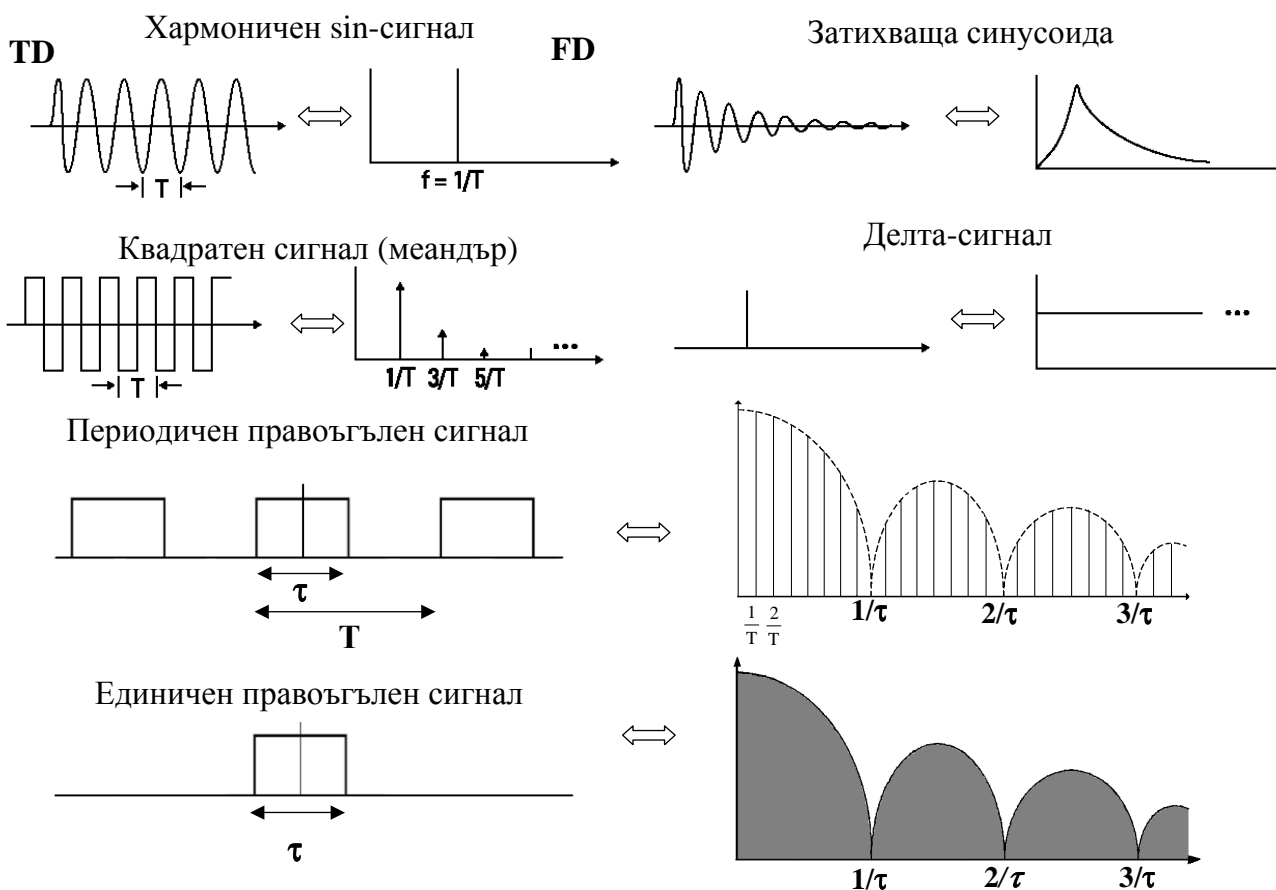 Хармоничен sin-сигнал
TD
FD
Затихваща синусоида
T
f = 1/T
Квадратен сигнал (меандър)
Делта-сигнал
T
1/T 3/T 5/T
...
...
Периодичен правоъгълен сигнал
τ
T
1/T 2/T
1/τ 2/τ 3/τ
Единичен правоъгълен сигнал
τ
1/τ 2/τ 3/τ